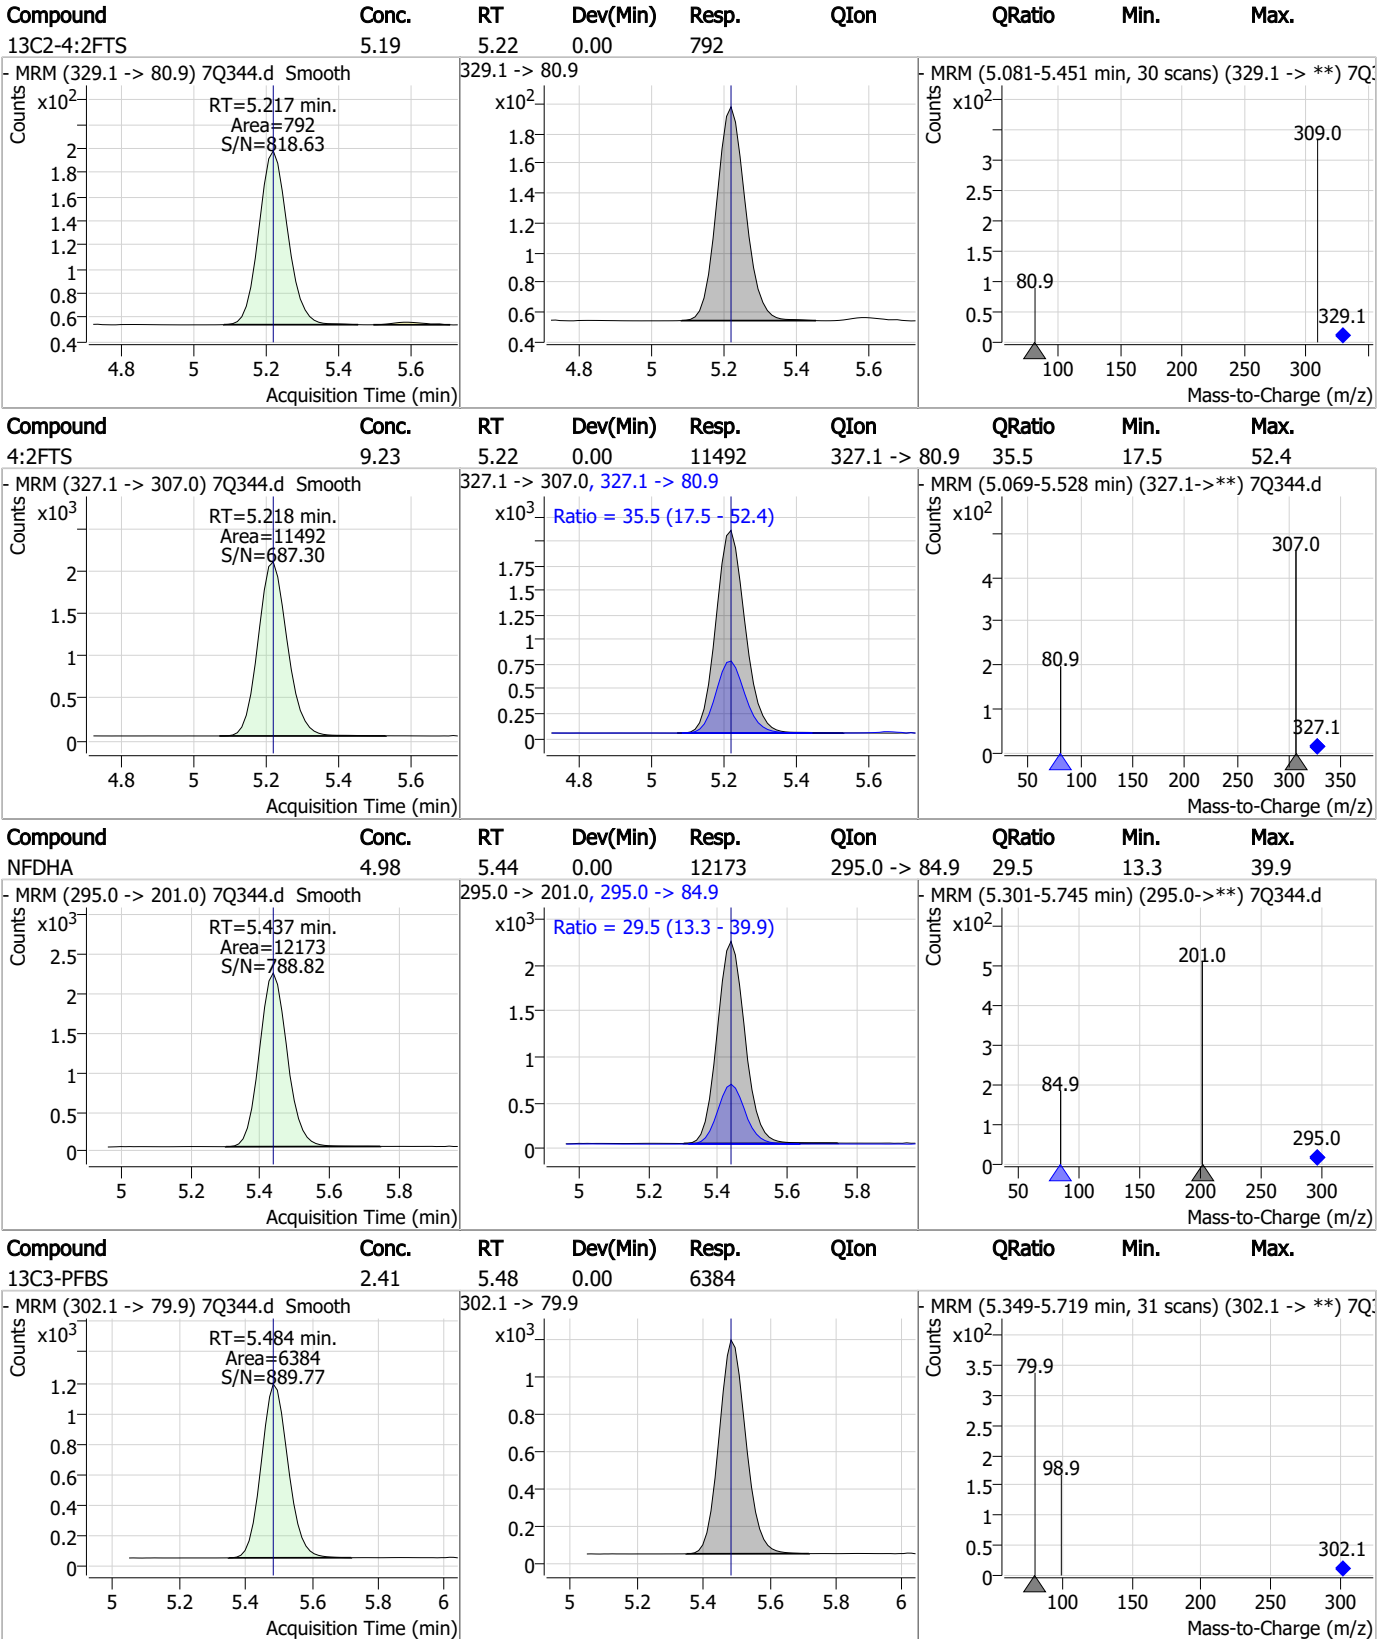 Compound Conc. RT Dev(Min) Resp. QIon QRatio Min. Max.
13C2-4:2FTS 5.19 5.22 0.00 792
- MRM (329.1 -> 80.9) 7Q344.d Smooth
Counts
x10²
RT=5.217 min.
Area=792
S/N=818.63
2
1.8
1.6
1.4
1.2
1
0.8
0.6
0.4
4.8 5 5.2 5.4 5.6
Acquisition Time (min)
329.1 -> 80.9
x10²
1.8
1.6
1.4
1.2
1
0.8
0.6
0.4
4.8 5 5.2 5.4 5.6
- MRM (5.081-5.451 min, 30 scans) (329.1 -> **) 7Q
Counts
x10²
309.0
80.9
329.1
3
2.5
2
1.5
1
0.5
0
100 150 200 250 300
Mass-to-Charge (m/z)
Compound Conc. RT Dev(Min) Resp. QIon QRatio Min. Max.
4:2FTS 9.23 5.22 0.00 11492 327.1 -> 80.9 35.5 17.5 52.4
- MRM (327.1 -> 307.0) 7Q344.d Smooth
Counts
x10³
RT=5.218 min.
Area=11492
S/N=687.30
2
1.5
1
0.5
0
4.8 5 5.2 5.4 5.6
Acquisition Time (min)
327.1 -> 307.0, 327.1 -> 80.9
x10³
Ratio = 35.5 (17.5 - 52.4)
1.75
1.5
1.25
1
0.75
0.5
0.25
0
4.8 5 5.2 5.4 5.6
- MRM (5.069-5.528 min) (327.1->**) 7Q344.d
Counts
x10²
307.0
80.9
327.1
4
3
2
1
0
50 100 150 200 250 300 350
Mass-to-Charge (m/z)
Compound Conc. RT Dev(Min) Resp. QIon QRatio Min. Max.
NFDHA 4.98 5.44 0.00 12173 295.0 -> 84.9 29.5 13.3 39.9
- MRM (295.0 -> 201.0) 7Q344.d Smooth
Counts
x10³
RT=5.437 min.
Area=12173
S/N=788.82
2.5
2
1.5
1
0.5
0
5 5.2 5.4 5.6 5.8
Acquisition Time (min)
295.0 -> 201.0, 295.0 -> 84.9
x10³
Ratio = 29.5 (13.3 - 39.9)
2
1.5
1
0.5
0
5 5.2 5.4 5.6 5.8
- MRM (5.301-5.745 min) (295.0->**) 7Q344.d
Counts
x10²
201.0
84.9
295.0
5
4
3
2
1
0
50 100 150 200 250 300
Mass-to-Charge (m/z)
Compound Conc. RT Dev(Min) Resp. QIon QRatio Min. Max.
13C3-PFBS 2.41 5.48 0.00 6384
- MRM (302.1 -> 79.9) 7Q344.d Smooth
Counts
x10³
RT=5.484 min.
Area=6384
S/N=889.77
1.2
1
0.8
0.6
0.4
0.2
0
5 5.2 5.4 5.6 5.8 6
Acquisition Time (min)
302.1 -> 79.9
x10³
1
0.8
0.6
0.4
0.2
0
5 5.2 5.4 5.6 5.8 6
- MRM (5.349-5.719 min, 31 scans) (302.1 -> **) 7Q
Counts
x10²
79.9
98.9
302.1
3.5
3
2.5
2
1.5
1
0.5
0
100 150 200 250 300
Mass-to-Charge (m/z)